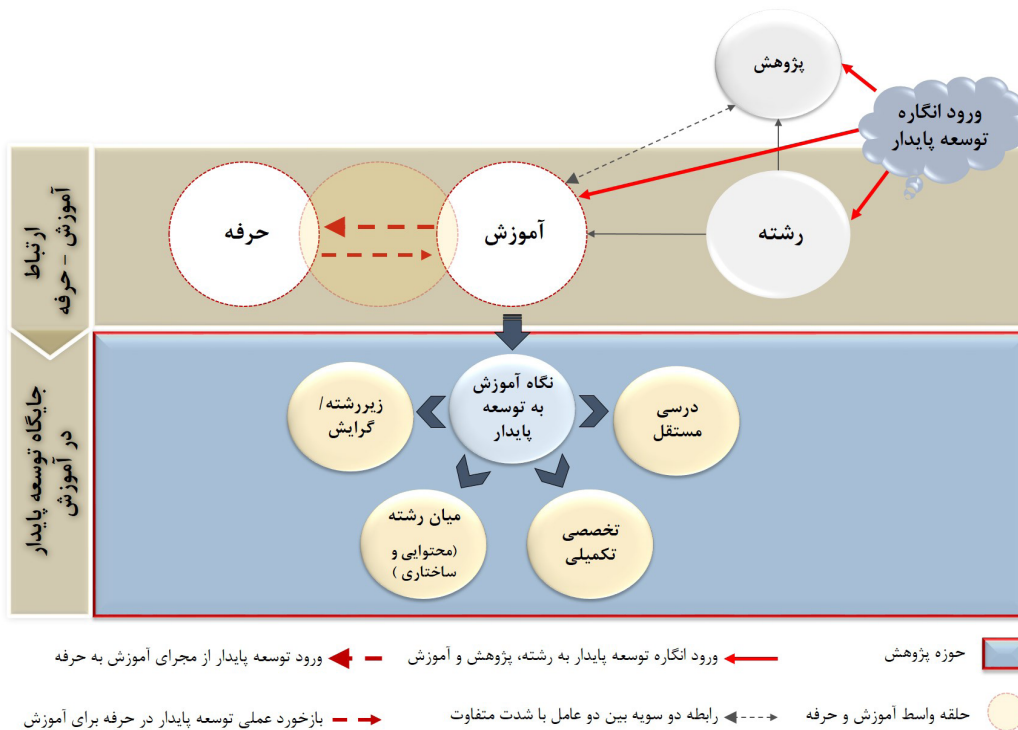 پژوهش
ورود انگاره
توسعه پایدار
ارتباط
آموزش - حرفه
رشته
آموزش
حرفه
جایگاه توسعه پایدار
در آموزش
نگاه آموزش
به توسعه
پایدار
درسی
مستقل
زیررشته/
گرایش
تخصصی
تکمیلی
میان رشته
(محتوایی و
ساختاری )
حوزه پژوهش
ورود انگاره توسعه پایدار به رشته، پژوهش و آموزش
ورود توسعه پایدار از مجرای آموزش به حرفه
حلقه واسط آموزش و حرفه
رابطه دو سویه بین دو عامل با شدت متفاوت
بازخورد عملی توسعه پایدار در حرفه برای آموزش